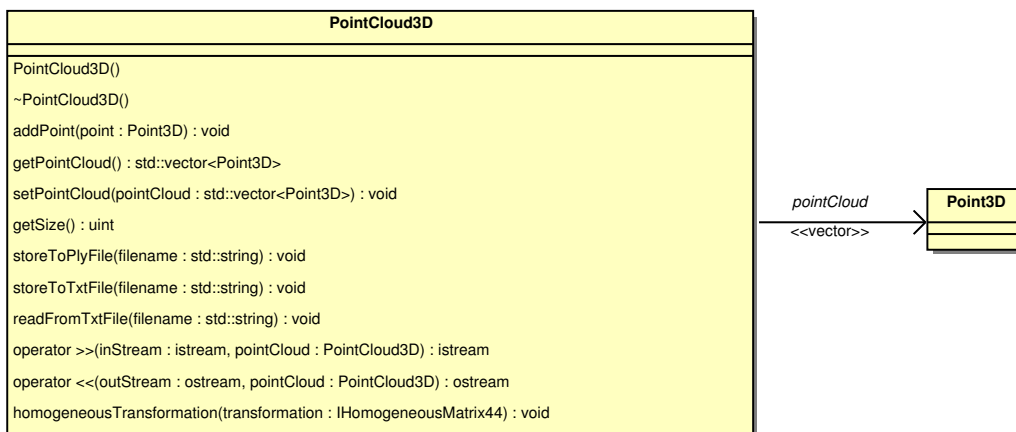 PointCloud3D
PointCloud3D()
~PointCloud3D()
addPoint(point : Point3D) : void
getPointCloud() : std::vector<Point3D>
setPointCloud(pointCloud : std::vector<Point3D>) : void
getSize() : uint
storeToPlyFile(filename : std::string) : void
storeToTxtFile(filename : std::string) : void
readFromTxtFile(filename : std::string) : void
operator >>(inStream : istream, pointCloud : PointCloud3D) : istream
operator <<(outStream : ostream, pointCloud : PointCloud3D) : ostream
homogeneousTransformation(transformation : IHomogeneousMatrix44) : void
pointCloud
<<vector>>
Point3D